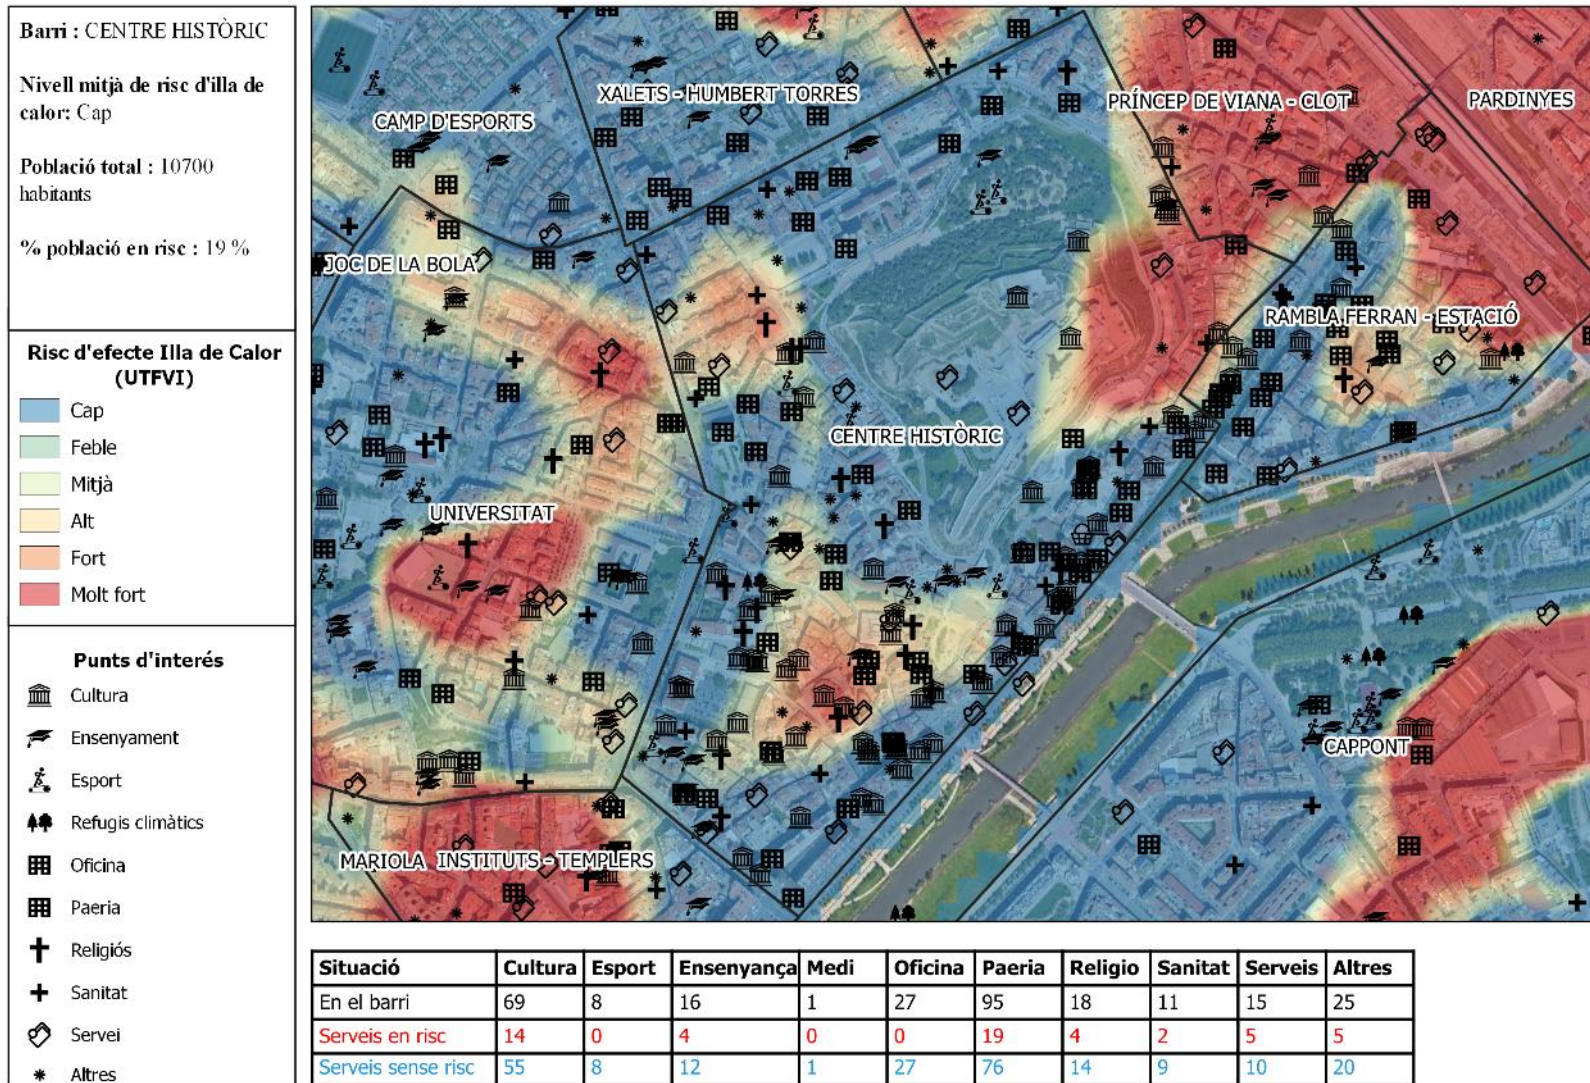 Barri : CENTRE HISTÒRIC
Nivell mitjà de risc d'illa de
calor: Cap
Població total : 10700
habitants
% població en risc : 19 %
Risc d'efecte Illa de Calor
(UTFVI)
Cap
Feble
Mitjà
Alt
Fort
Molt fort
Punts d'interés
Cultura
Ensenyament
Esport
Refugis climàtics
Oficina
Paeria
Religiós
Sanitat
Servei
Altres
XALETS - HUMBERT TORRES
PRÍNCEP DE VIANA - CLOT
PARDINYES
CAMP D'ESPORTS
JOC DE LA BOLA
RAMBLA FERRAN - ESTACIÓ
CENTRE HISTÒRIC
UNIVERSITAT
CAPPONT
MARIOLA
INSTITUTS - TEMPLERS
Situació Cultura Esport Ensenyança Medi Oficina Paeria Religio Sanitat Serveis Altres
En el barri 69 8 16 1 27 95 18 11 15 25
Serveis en risc 14 0 4 0 0 19 4 2 5 5
Serveis sense risc 55 8 12 1 27 76 14 9 10 20